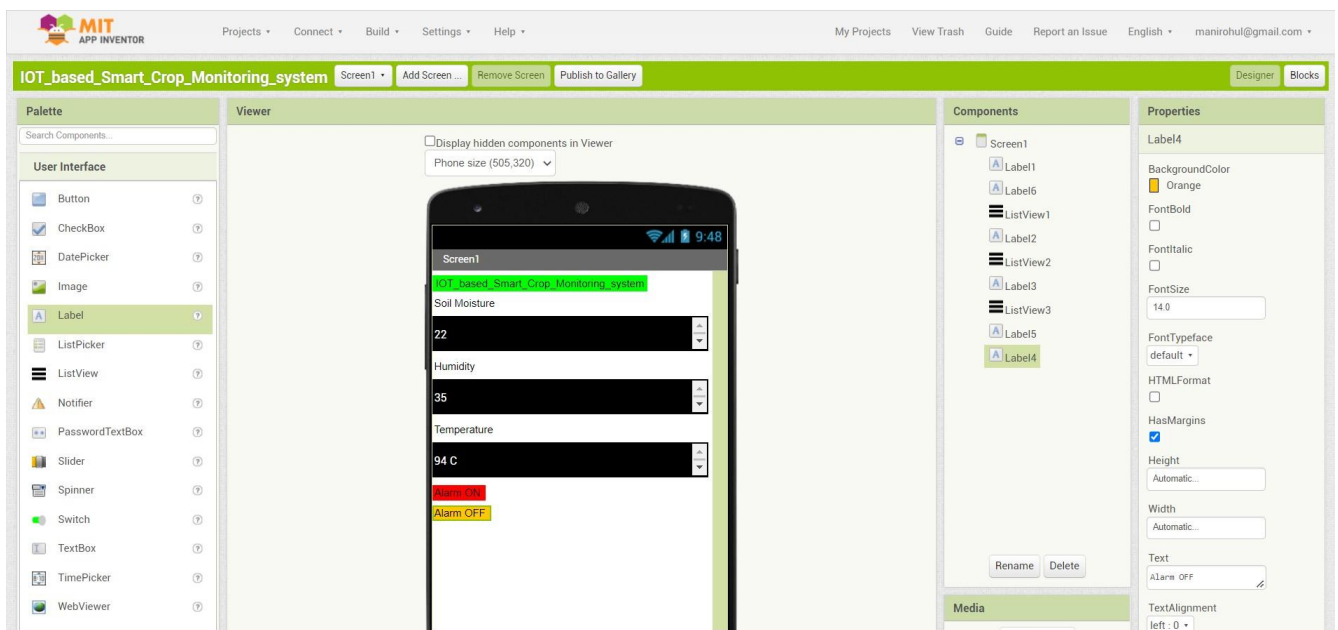 MIT
APP INVENTOR
Projects Connect Build Settings Help My Projects View Trash Guide Report an Issue English manirohul@gmail.com
IOT_based_Smart_Crop_Monitoring_system Screen1 Add Screen ... Remove Screen Publish to Gallery Designer Blocks
Palette
Search Components...
User Interface
Button
CheckBox
DatePicker
Image
Label
ListPicker
ListView
Notifier
PasswordTextBox
Slider
Spinner
Switch
TextBox
TimePicker
WebViewer
Viewer
Display hidden components in Viewer
Phone size (505,320)
9:48
Screen1
IOT_based_Smart_Crop_Monitoring_system
Soil Moisture
22
Humidity
35
Temperature
94 C
Alarm ON
Alarm OFF
Components
Screen1
Label1
Label6
ListView1
Label2
ListView2
Label3
ListView3
Label5
Label4
Rename Delete
Media
Properties
Label4
BackgroundColor
Orange
FontBold
FontItalic
FontSize
14.0
FontTypeface
default
HTMLFormat
HasMargins
Height
Automatic...
Width
Automatic...
Text
Alarm OFF
TextAlignment
left : 0